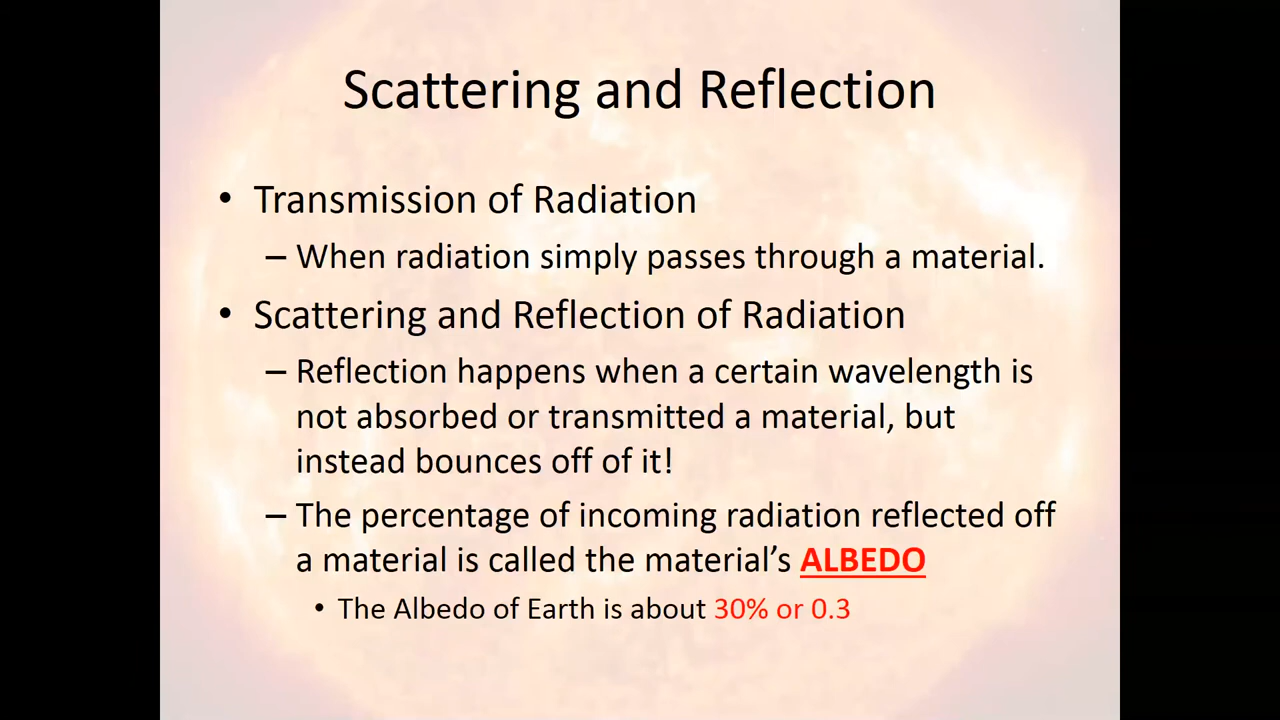 Scattering and Reflection
• Transmission of Radiation
– When radiation simply passes through a material.
• Scattering and Reflection of Radiation
– Reflection happens when a certain wavelength is
not absorbed or transmitted a material, but
instead bounces off of it!
– The percentage of incoming radiation reflected off
a material is called the material’s ALBEDO
• The Albedo of Earth is about 30% or 0.3